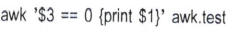 awk '$3 == 0 {print $1}' awk.test